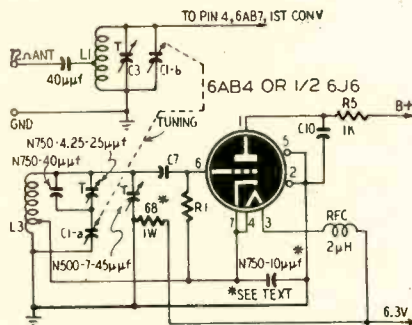 TO PIN 4, 6AB7, 1ST CONV
72Ω ANT
L1
T
C3
C1-b
40μμf
6AB4 OR 1/2 6J6
GND
TUNING
R5
1K
B+
N750-4.25-25μμf
N750-40μμf
C7
C10
1
5
6
2
T
T
68
*
1W
R1
L3
C1-a
7
4
3
RFC
2μH
N500-7-45μμf
*
N750-10μμf
*SEE TEXT
6.3V